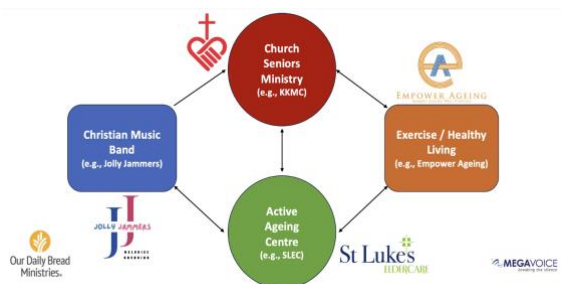 Church
Seniors
Ministry
(e.g., KKMC)
EMPOWER AGEING
Christian Music
Band
(e.g., Jolly Jammers)
Exercise / Healthy
Living
(e.g., Empower Ageing)
Active
Ageing
Centre
(e.g., SLEC)
JOLLY JAMMERS
Our Daily Bread
Ministries.
St Luke's
ELDERCARE
MEGAVOICE